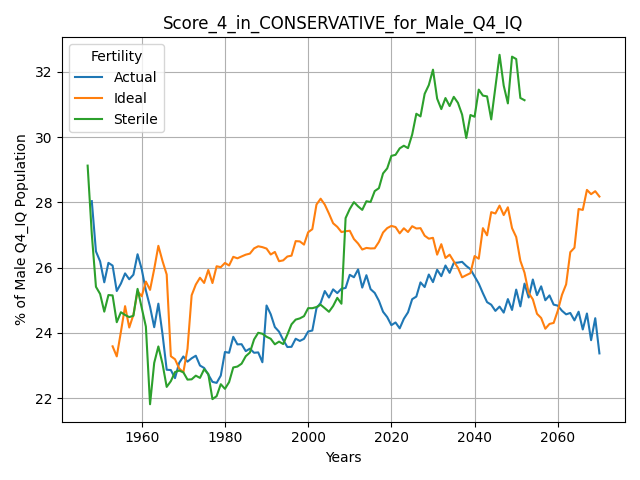 Score_4_in_CONSERVATIVE_for_Male_Q4_IQ
Fertility
Actual
Ideal
Sterile
% of Male Q4_IQ Population
32
30
28
26
24
22
1960
1980
2000
2020
2040
2060
Years